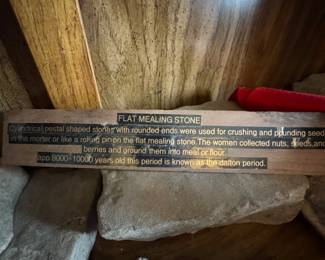 FLAT MEALING STONE
Cylindrical pestal shaped stones with rounded ends were used for crushing and pounding seed
in the mortar or like a rolling pin on the flat mealing stone.The women collected nuts, seeds,and
berries and ground them into meal or flour.
app 8000- 10000 years old this period is known as the dalton period.